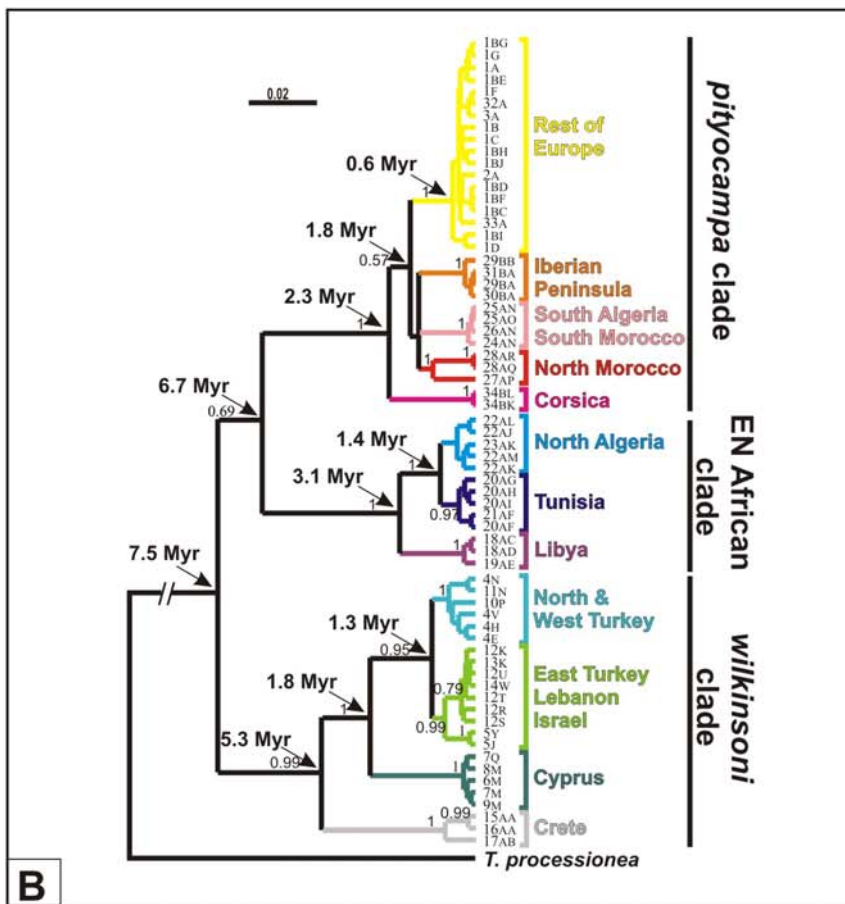 0.02
0.6 Myr
1
1.8 Myr
0.57
2.3 Myr
1
6.7 Myr
0.69
1.4 Myr
1
3.1 Myr
1
0.97
7.5 Myr
1.3 Myr
0.95
1.8 Myr
1
5.3 Myr
0.99
1
1
1
1
1
1
0.79
0.99
1
1
0.99
1
1BG
1G
1A
1BE
1F
32A
3A
1B
1C
1BH
1BJ
2A
1BD
1BF
1BC
33A
1BI
1D
Rest of
Europe
29BB
31BA
29BA
30BA
Iberian
Peninsula
25AN
25AO
26AN
24AN
South Algeria
South Morocco
28AR
28AQ
27AP
North Morocco
34BL
34BK
Corsica
pityocampa clade
22AL
22AJ
23AK
22AM
22AK
North Algeria
20AG
20AH
20AI
21AF
20AF
Tunisia
18AC
18AD
19AE
Libya
EN African
clade
4N
11N
10P
4V
4H
4E
North &
West Turkey
12K
13K
12U
14W
12T
12R
12S
5Y
5J
East Turkey
Lebanon
Israel
7Q
8M
6M
7M
9M
Cyprus
15AA
16AA
17AB
Crete
wilkinsoni
clade
T. processionea
B